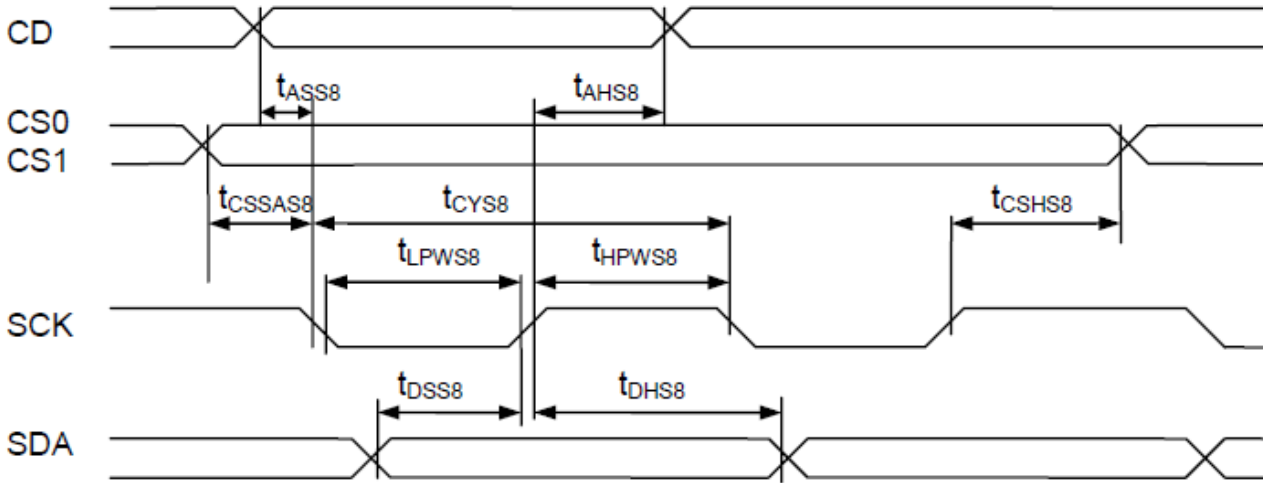 CD
tASS8
tAHS8
CS0
CS1
tCSSAS8
tCYS8
tCSHS8
tLPWS8
tHPWS8
SCK
tDSS8
tDHS8
SDA